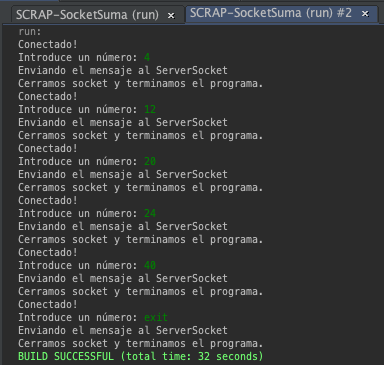 SCRAP-SocketSuma (run) × SCRAP-SocketSuma (run) #2 ×
run:
Conectado!
Introduce un número: 4
Enviando el mensaje al ServerSocket
Cerramos socket y terminamos el programa.
Conectado!
Introduce un número: 12
Enviando el mensaje al ServerSocket
Cerramos socket y terminamos el programa.
Conectado!
Introduce un número: 20
Enviando el mensaje al ServerSocket
Cerramos socket y terminamos el programa.
Conectado!
Introduce un número: 24
Enviando el mensaje al ServerSocket
Cerramos socket y terminamos el programa.
Conectado!
Introduce un número: 40
Enviando el mensaje al ServerSocket
Cerramos socket y terminamos el programa.
Conectado!
Introduce un número: exit
Enviando el mensaje al ServerSocket
Cerramos socket y terminamos el programa.
BUILD SUCCESSFUL (total time: 32 seconds)